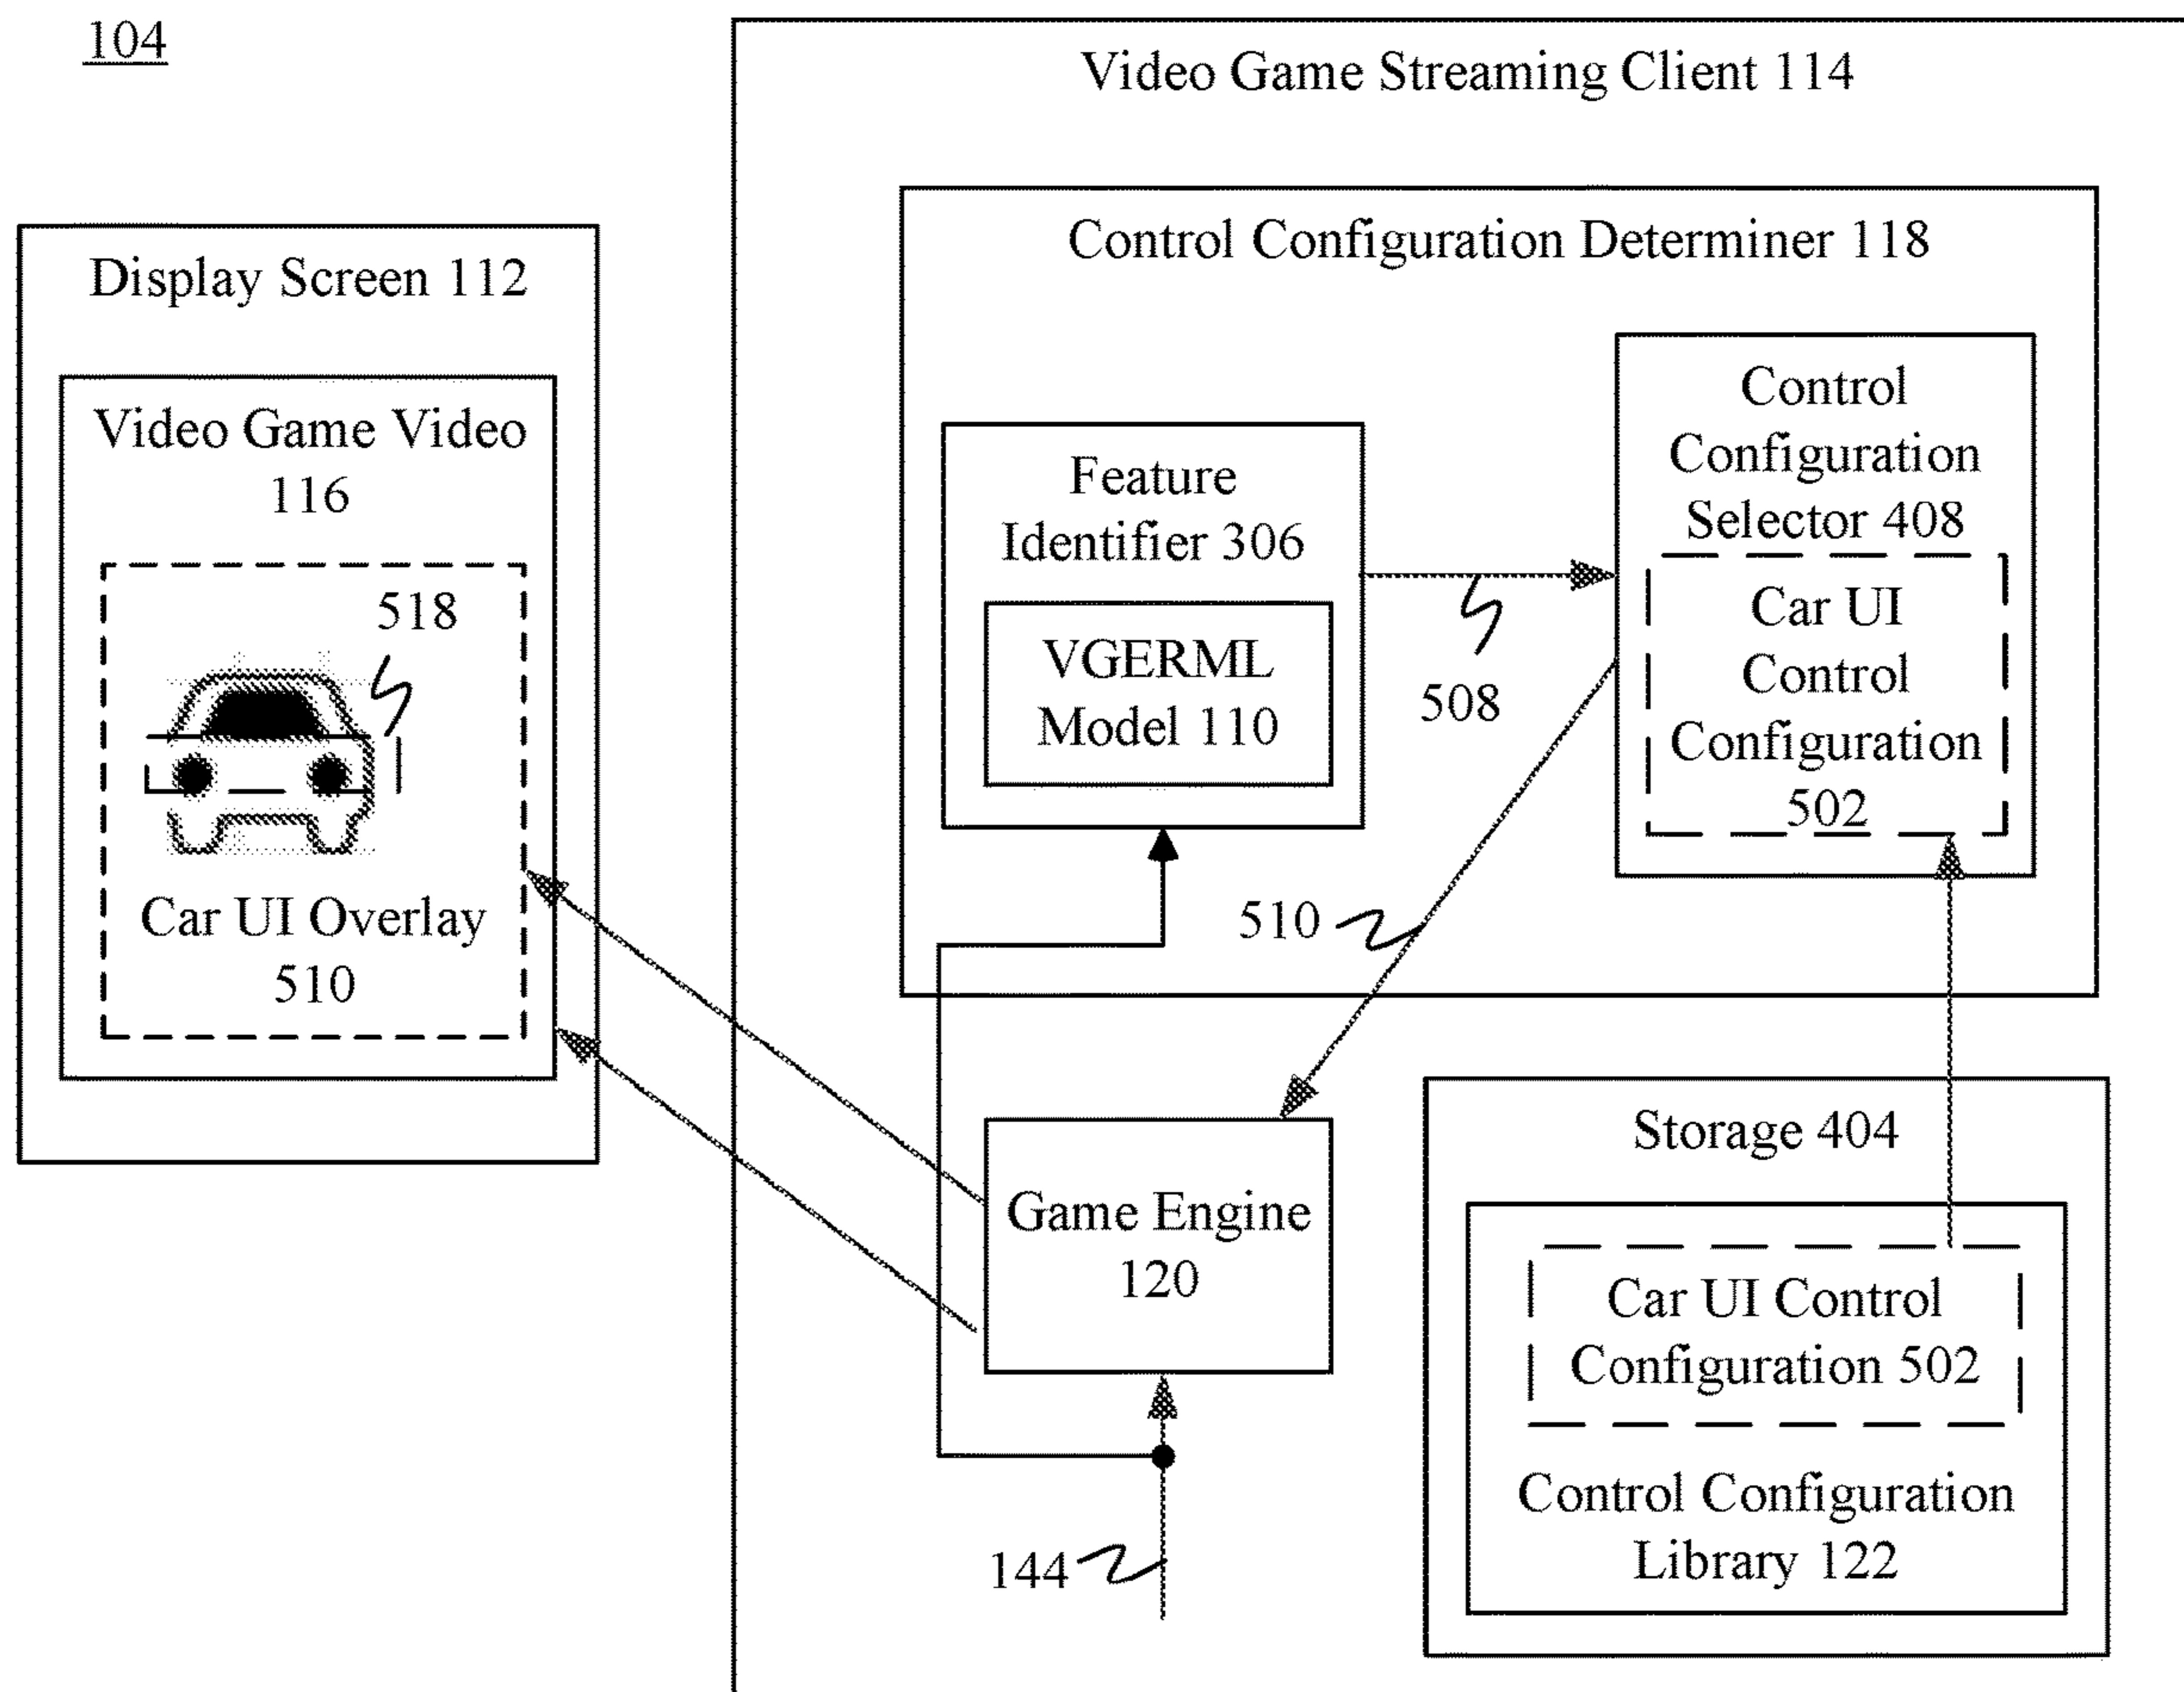 104
Video Game Streaming Client 114
Control Configuration Determiner 118
Display Screen 112
Video Game Video
116
518
Car UI Overlay
510
Feature
Identifier 306
VGERML
Model 110
508
Control
Configuration
Selector 408
Car UI
Control
Configuration
502
510
Game Engine
120
144
Storage 404
Car UI Control
Configuration 502
Control Configuration
Library 122